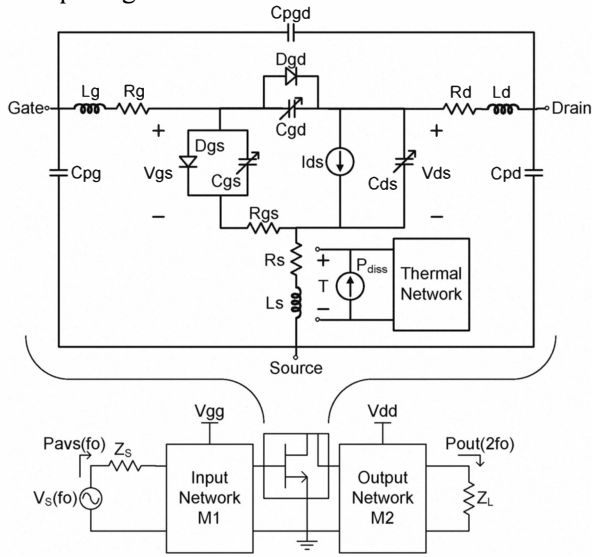 Cpgd
Dgd
Lg Rg Rd Ld
Gate Drain
Cgd
+ +
Dgs Ids
Cpg Vgs Cgs Cds Vds Cpd
− −
Rgs
Rs + Pdiss Thermal
T Network
Ls −
Source
Vgg Vdd
Pavs(fo) Pout(2fo)
ZS
Input Output
VS(fo) Network Network ZL
M1 M2